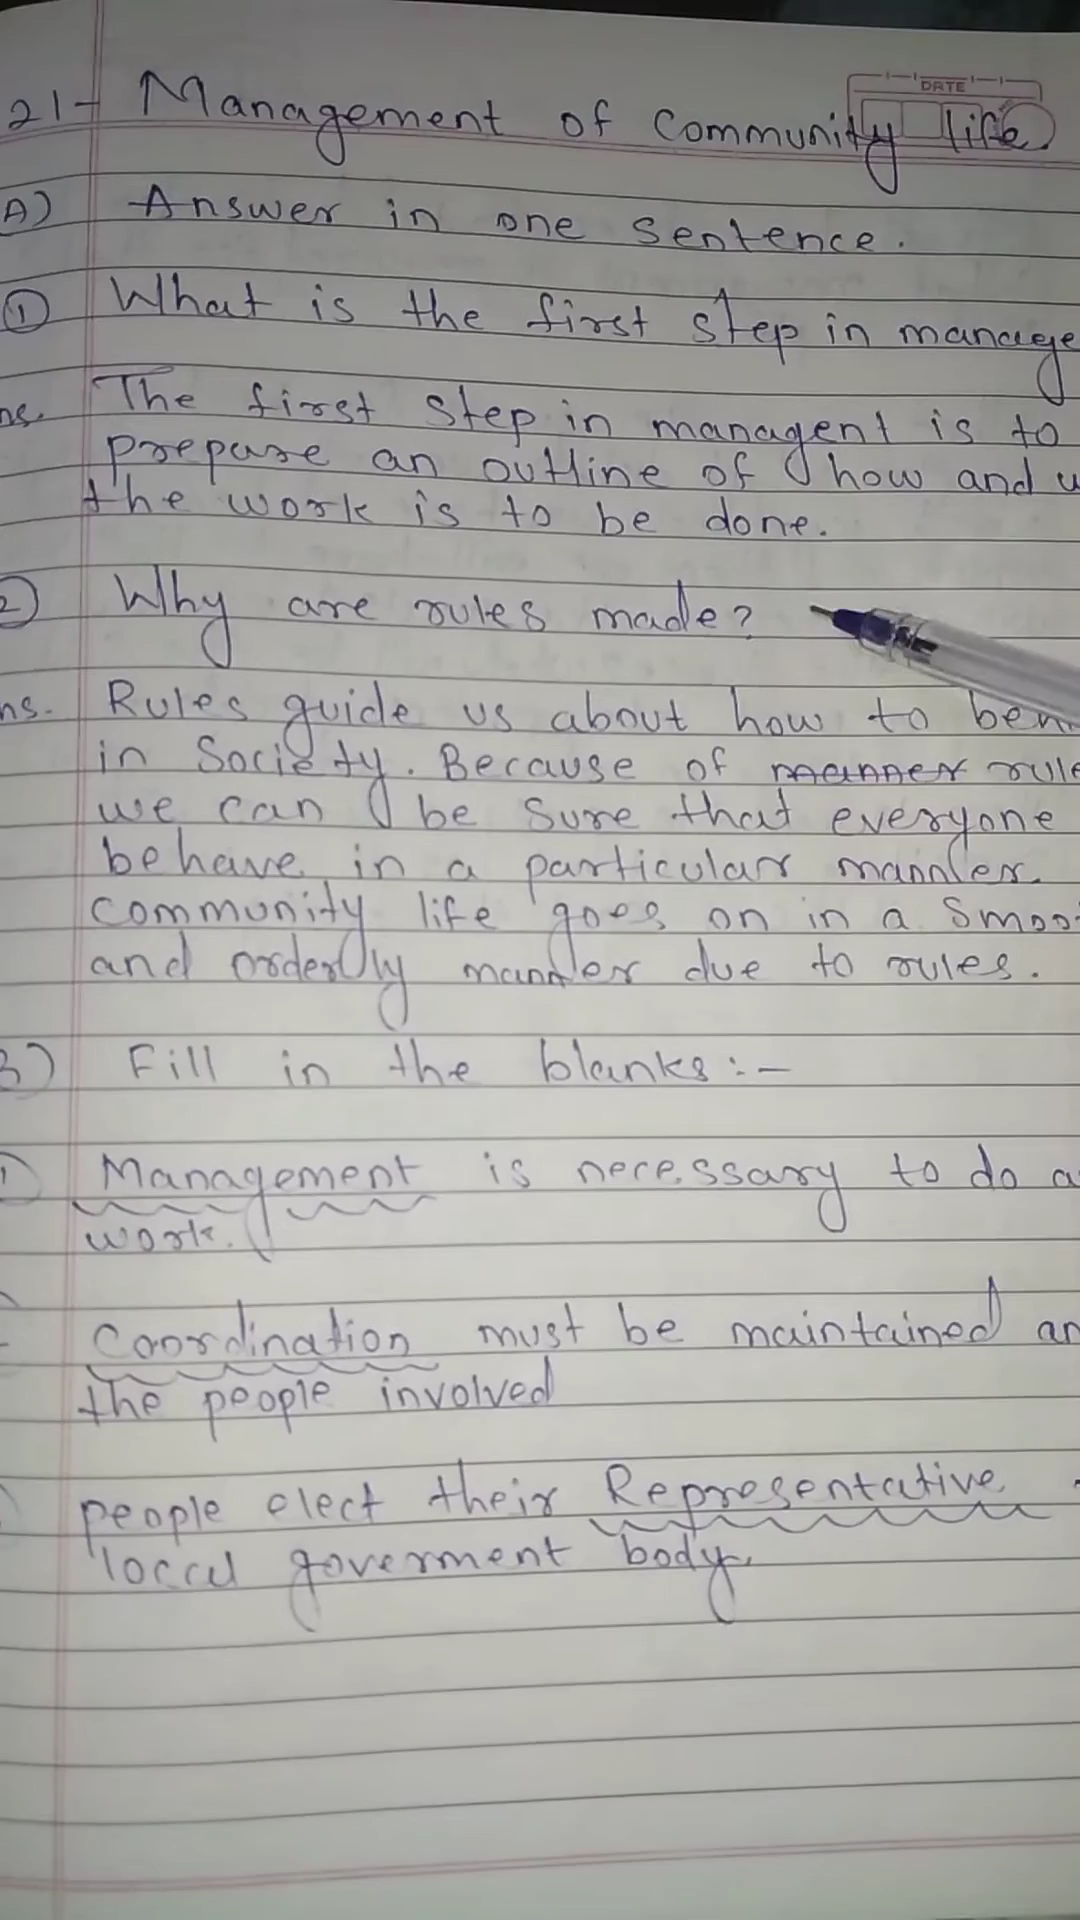 DATE
21- Management of Community life.
A) Answer in one sentence.
① What is the first step in manage
ns. The first step in managent is to
prepare an outline of how and
the work is to be done.
2) Why are rules made?
ns. Rules guide us about how to beh
in Society. Because of manner rule
we can be Sure that everyone
behave in a particular manner.
Community life goes on in a Smoo
and orderly manner due to rules.
B) Fill in the blanks:-
1) Management is necessary to do a
work.
Coordination must be maintained an
the people involved
people elect their Representative
local goverment body.